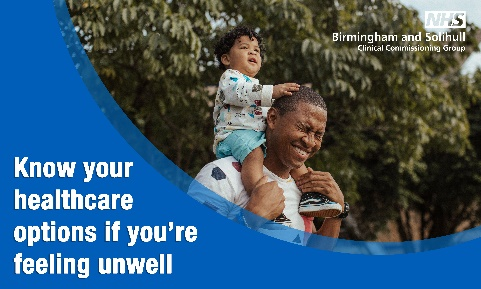 NHS
Birmingham and Solihull
Clinical Commissioning Group
Know your
healthcare
options if you're
feeling unwell